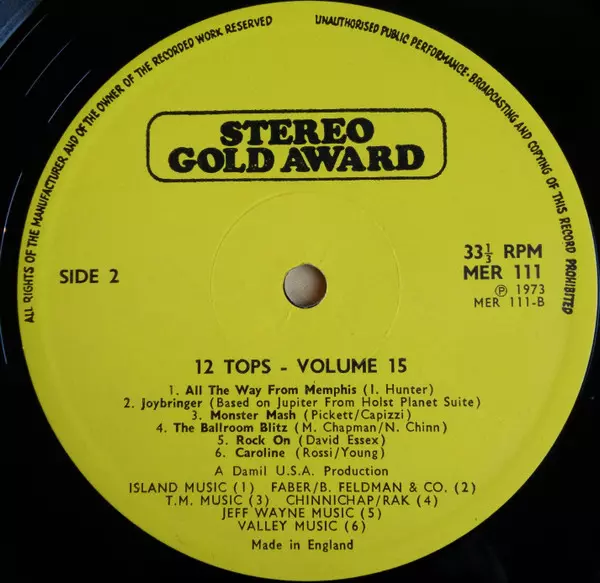 ALL RIGHTS OF THE MANUFACTURER AND OF THE OWNER OF THE RECORDED WORK RESERVED
UNAUTHORISED PUBLIC PERFORMANCE · BROADCASTING AND COPYING OF THIS RECORD PROHIBITED
STEREO
GOLD AWARD
SIDE 2
33⅓ RPM
MER 111
℗ 1973
MER 111-B
12 TOPS - VOLUME 15
1. All The Way From Memphis (I. Hunter)
2. Joybringer (Based on Jupiter From Holst Planet Suite)
3. Monster Mash (Pickett/Capizzi)
4. The Ballroom Blitz (M. Chapman/N. Chinn)
5. Rock On (David Essex)
6. Caroline (Rossi/Young)
A Damil U.S.A. Production
ISLAND MUSIC (1) FABER/B. FELDMAN & CO. (2)
T.M. MUSIC (3) CHINNICHAP/RAK (4)
JEFF WAYNE MUSIC (5)
VALLEY MUSIC (6)
Made in England